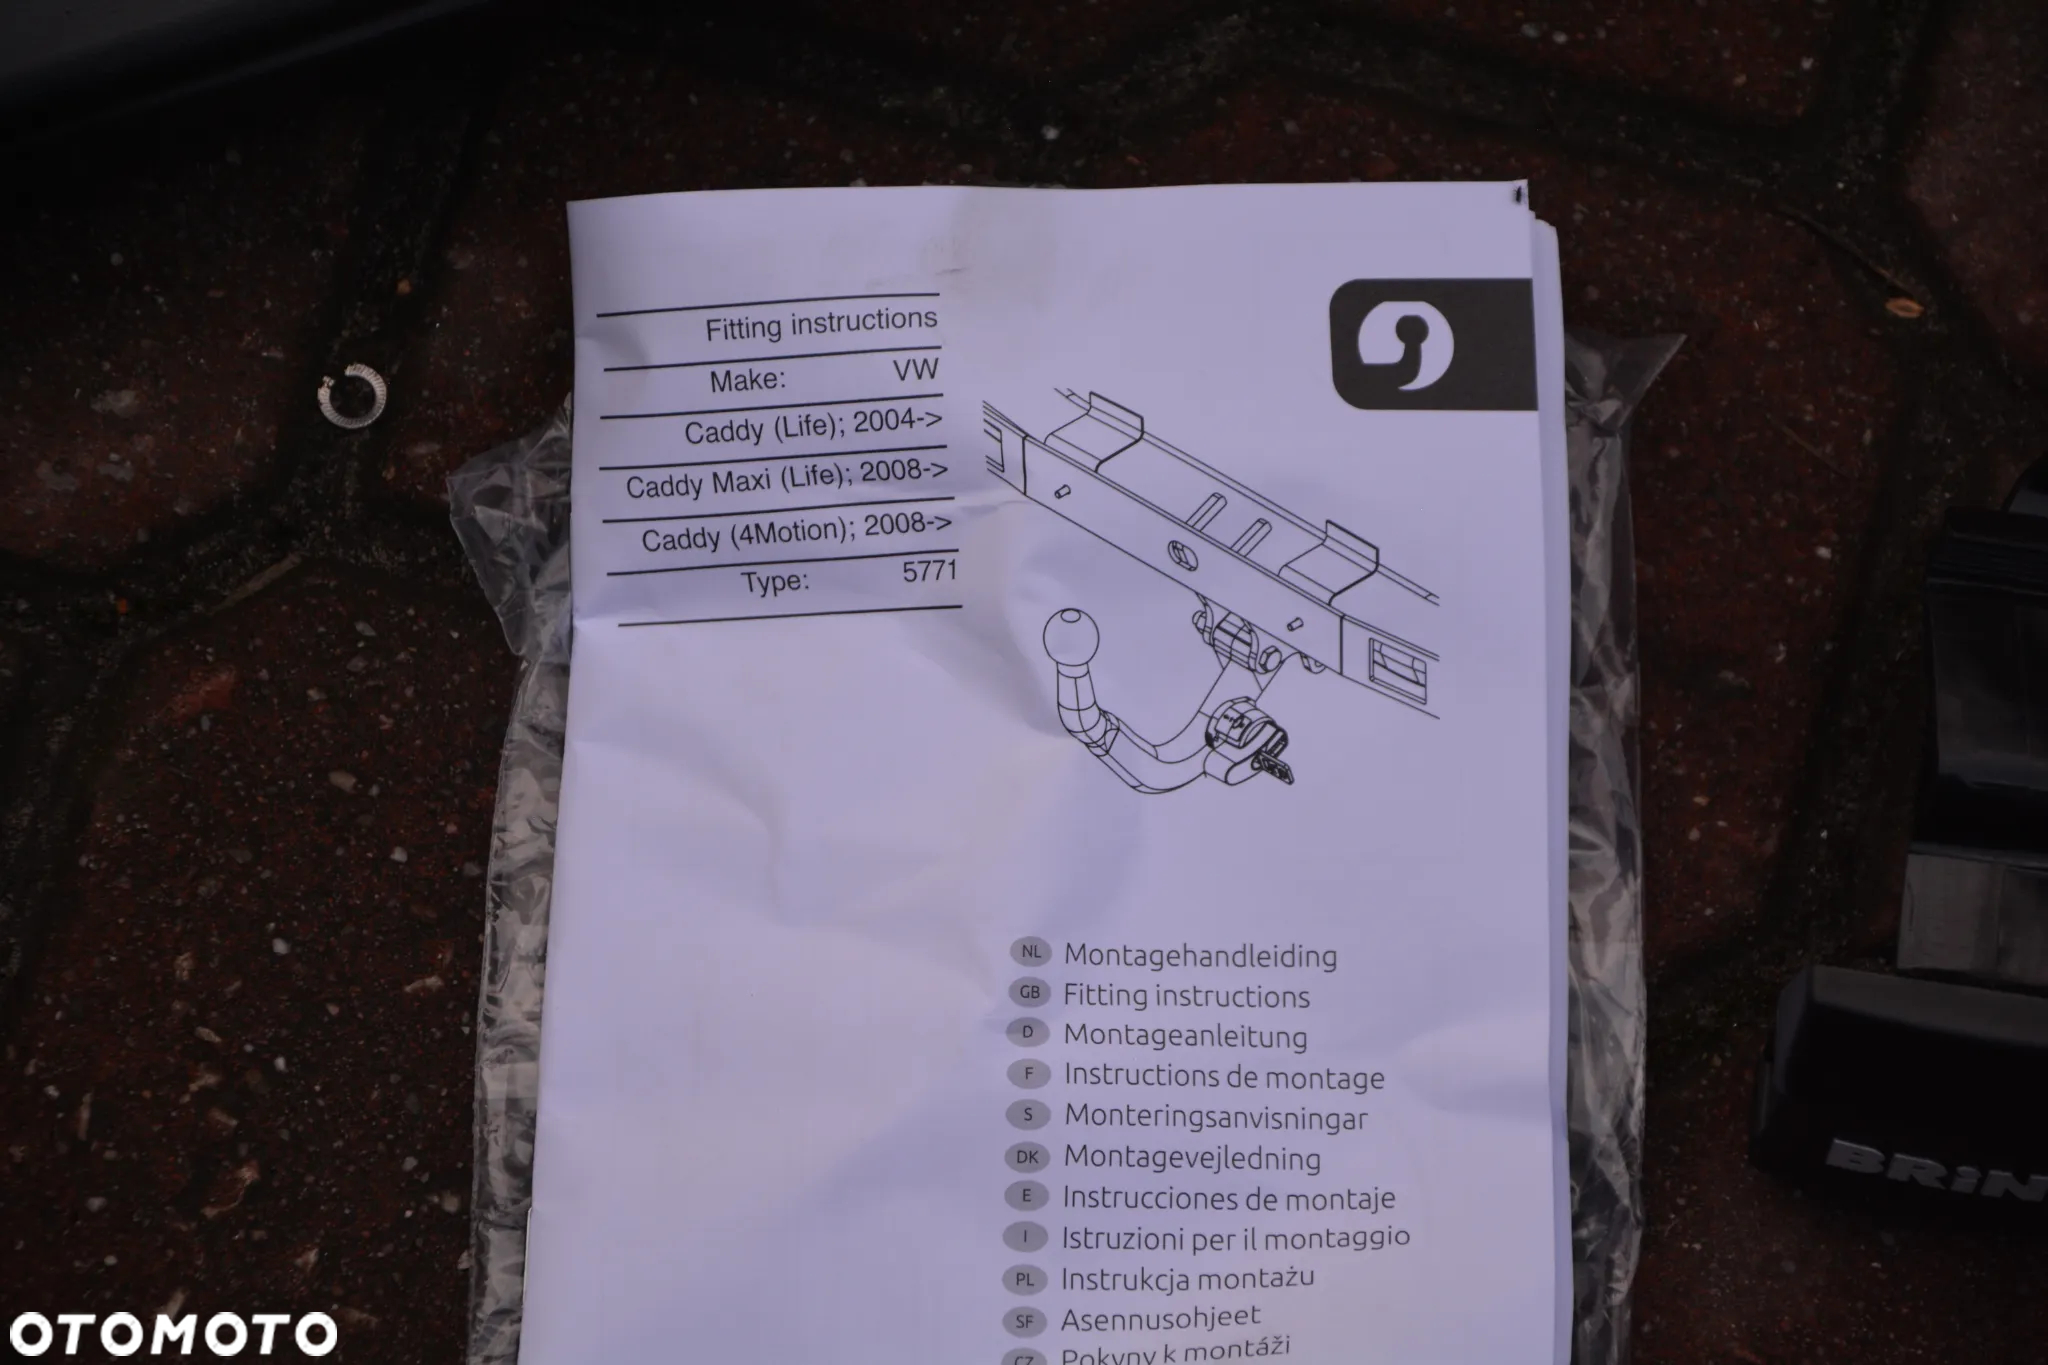 Fitting instructions
Make: VW
Caddy (Life); 2004->
Caddy Maxi (Life); 2008->
Caddy (4Motion); 2008->
Type: 5771
NL Montagehandleiding
GB Fitting instructions
D Montageanleitung
F Instructions de montage
S Monteringsanvisningar
DK Montagevejledning
E Instrucciones de montaje
I Istruzioni per il montaggio
PL Instrukcja montażu
SF Asennusohjeet
CZ Pokyny k montáži
BRiN
OTOMOTO